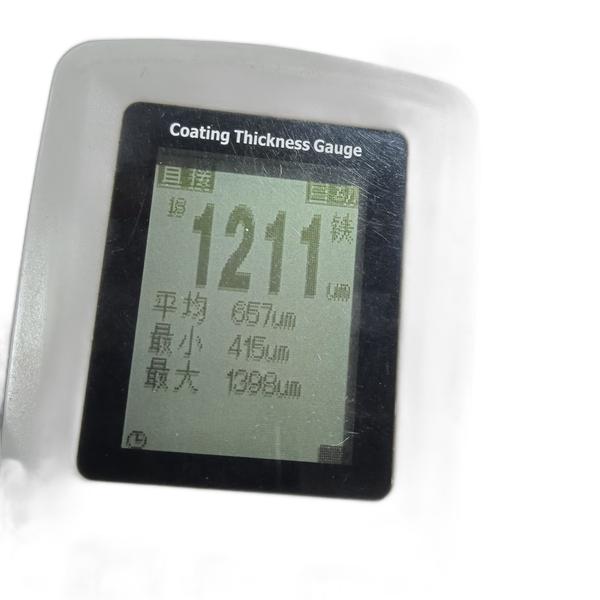 Coating Thickness Gauge
直接 自动
18 1211 铁
um
平均 657um
最小 415um
最大 1398um